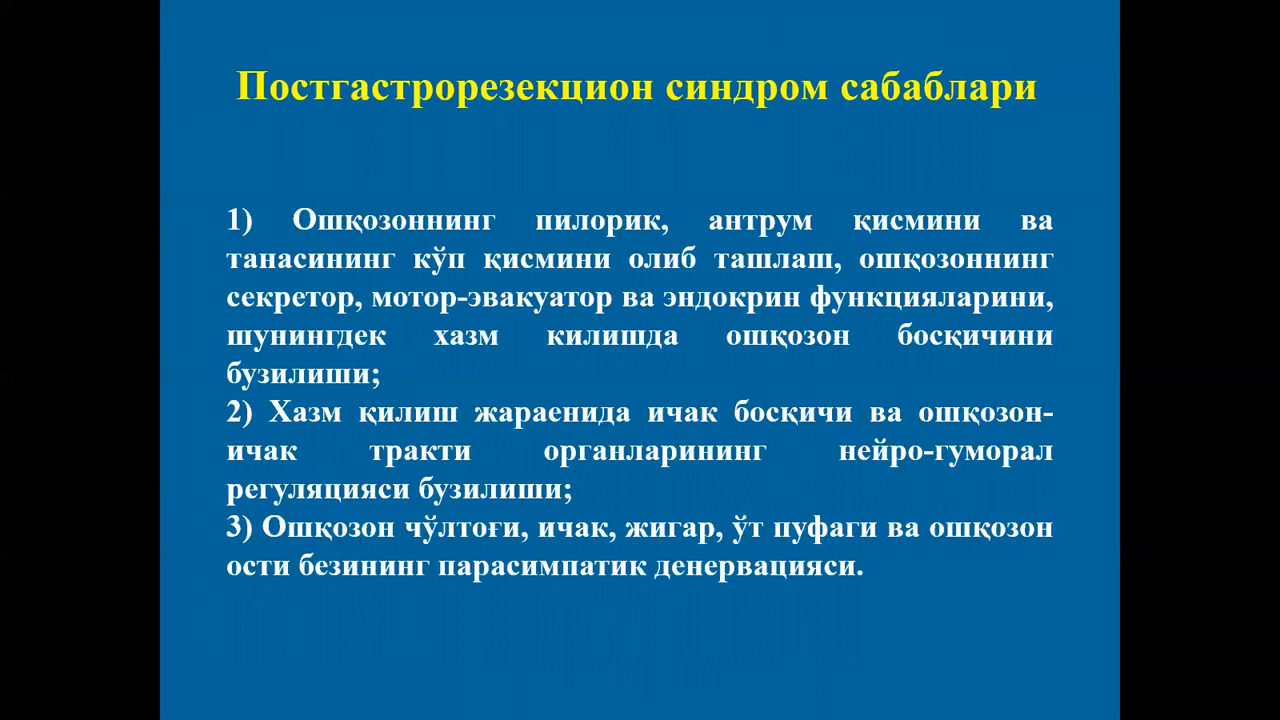 Постгастрорезекцион синдром сабаблари
1) Ошқозоннинг пилорик, антрум қисмини ва
танасининг кўп қисмини олиб ташлаш, ошқозоннинг
секретор, мотор-эвакуатор ва эндокрин функцияларини,
шунингдек хазм килишда ошқозон босқичини
бузилиши;
2) Хазм қилиш жараенида ичак босқичи ва ошқозон-
ичак тракти органларининг нейро-гуморал
регуляцияси бузилиши;
3) Ошқозон чўлтоғи, ичак, жигар, ўт пуфаги ва ошқозон
ости безининг парасимпатик денервацияси.